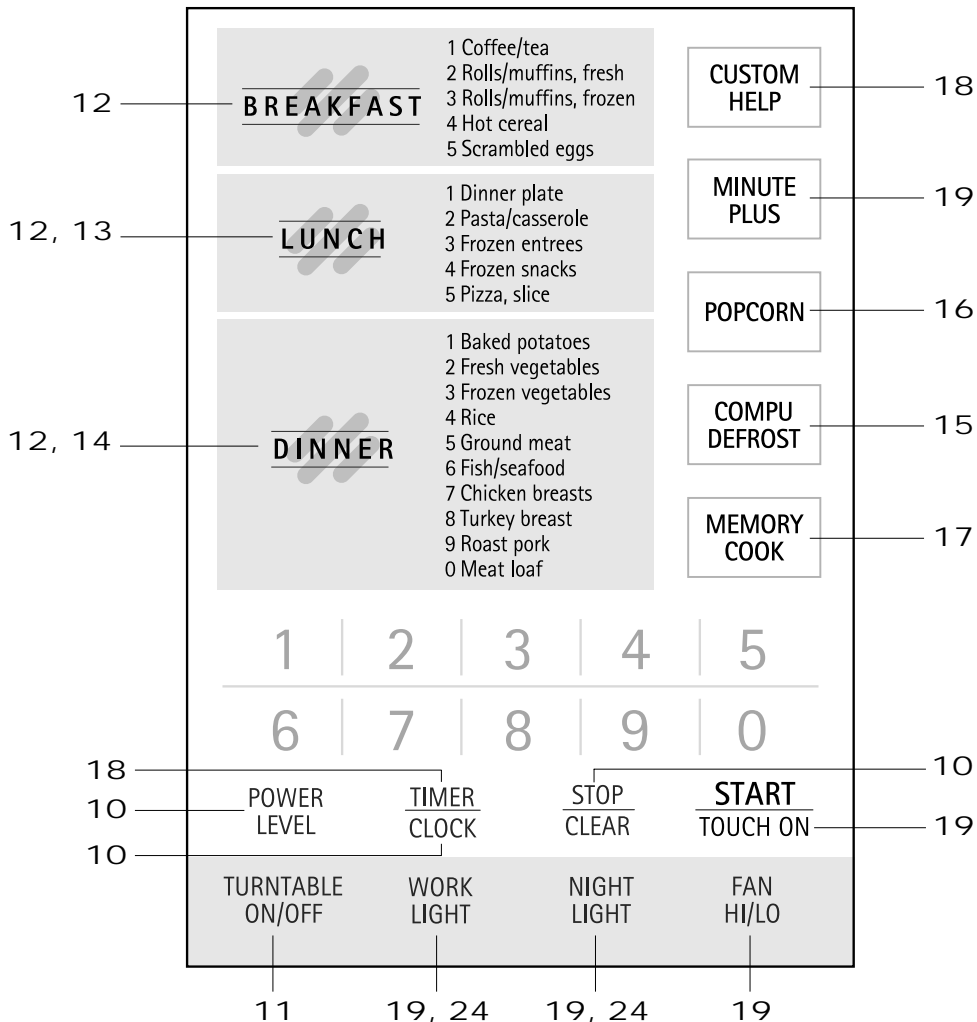 12
BREAKFAST
1 Coffee/tea
2 Rolls/muffins, fresh
3 Rolls/muffins, frozen
4 Hot cereal
5 Scrambled eggs
CUSTOM
HELP
18
12, 13
LUNCH
1 Dinner plate
2 Pasta/casserole
3 Frozen entrees
4 Frozen snacks
5 Pizza, slice
MINUTE
PLUS
19
POPCORN
16
12, 14
DINNER
1 Baked potatoes
2 Fresh vegetables
3 Frozen vegetables
4 Rice
5 Ground meat
6 Fish/seafood
7 Chicken breasts
8 Turkey breast
9 Roast pork
0 Meat loaf
COMPU
DEFROST
15
MEMORY
COOK
17
1 2 3 4 5
6 7 8 9 0
18
10
10
POWER
LEVEL
TIMER
CLOCK
STOP
CLEAR
START
TOUCH ON
10
19
TURNTABLE
ON/OFF
WORK
LIGHT
NIGHT
LIGHT
FAN
HI/LO
11 19, 24 19, 24 19